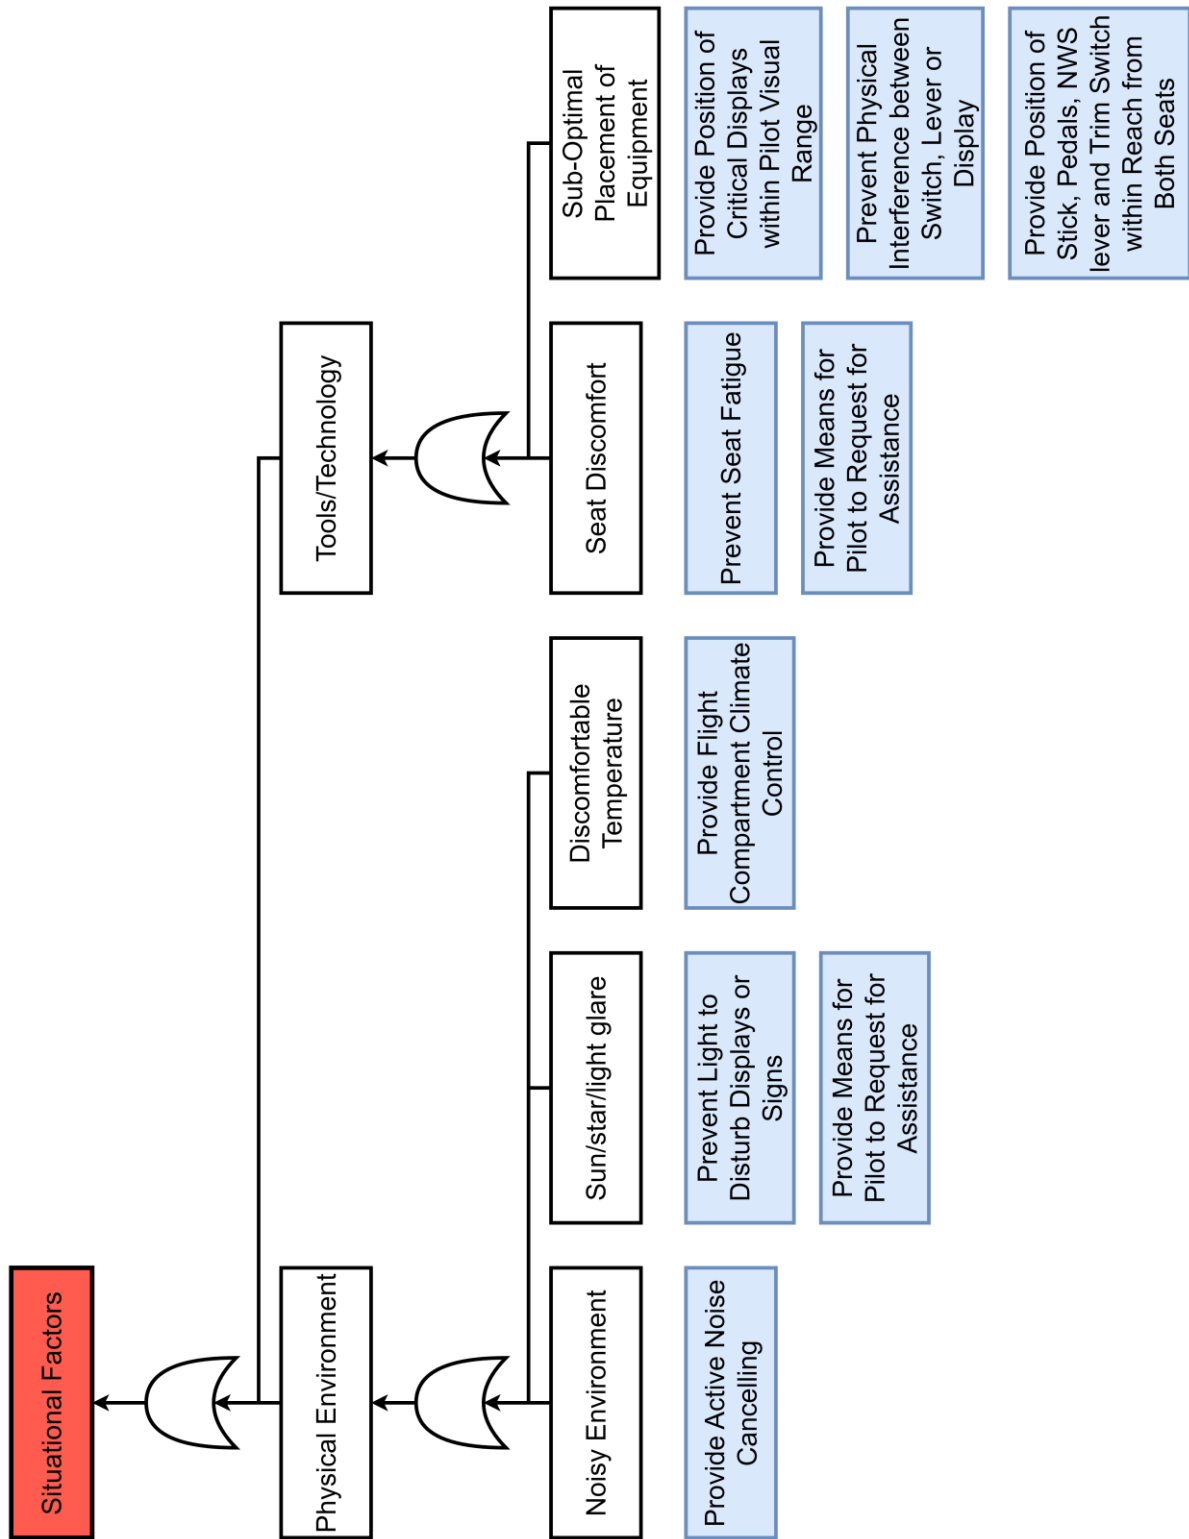 Situational Factors
Physical Environment
Tools/Technology
Noisy Environment
Sun/star/light glare
Discomfortable
Temperature
Seat Discomfort
Sub-Optimal
Placement of
Equipment
Provide Active Noise
Cancelling
Prevent Light to
Disturb Displays or
Signs
Provide Means for
Pilot to Request for
Assistance
Provide Flight
Compartment Climate
Control
Prevent Seat Fatigue
Provide Means for
Pilot to Request for
Assistance
Provide Position of
Critical Displays
within Pilot Visual
Range
Prevent Physical
Interference between
Switch, Lever or
Display
Provide Position of
Stick, Pedals, NWS
lever and Trim Switch
within Reach from
Both Seats